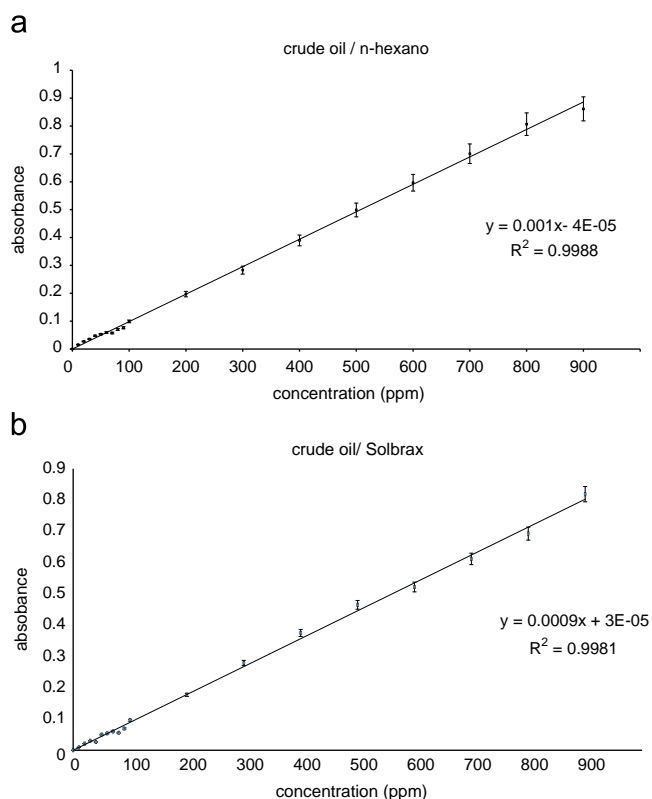 a
crude oil / n-hexano
1
0.9
0.8
0.7
0.6
0.5
0.4
0.3
0.2
0.1
0
absorbance
y = 0.001x- 4E-05
R² = 0.9988
0 100 200 300 400 500 600 700 800 900
concentration (ppm)
b
crude oil/ Solbrax
0.9
0.8
0.7
0.6
0.5
0.4
0.3
0.2
0.1
0
absobance
y = 0.0009x + 3E-05
R² = 0.9981
0 100 200 300 400 500 600 700 800 900
concentration (ppm)